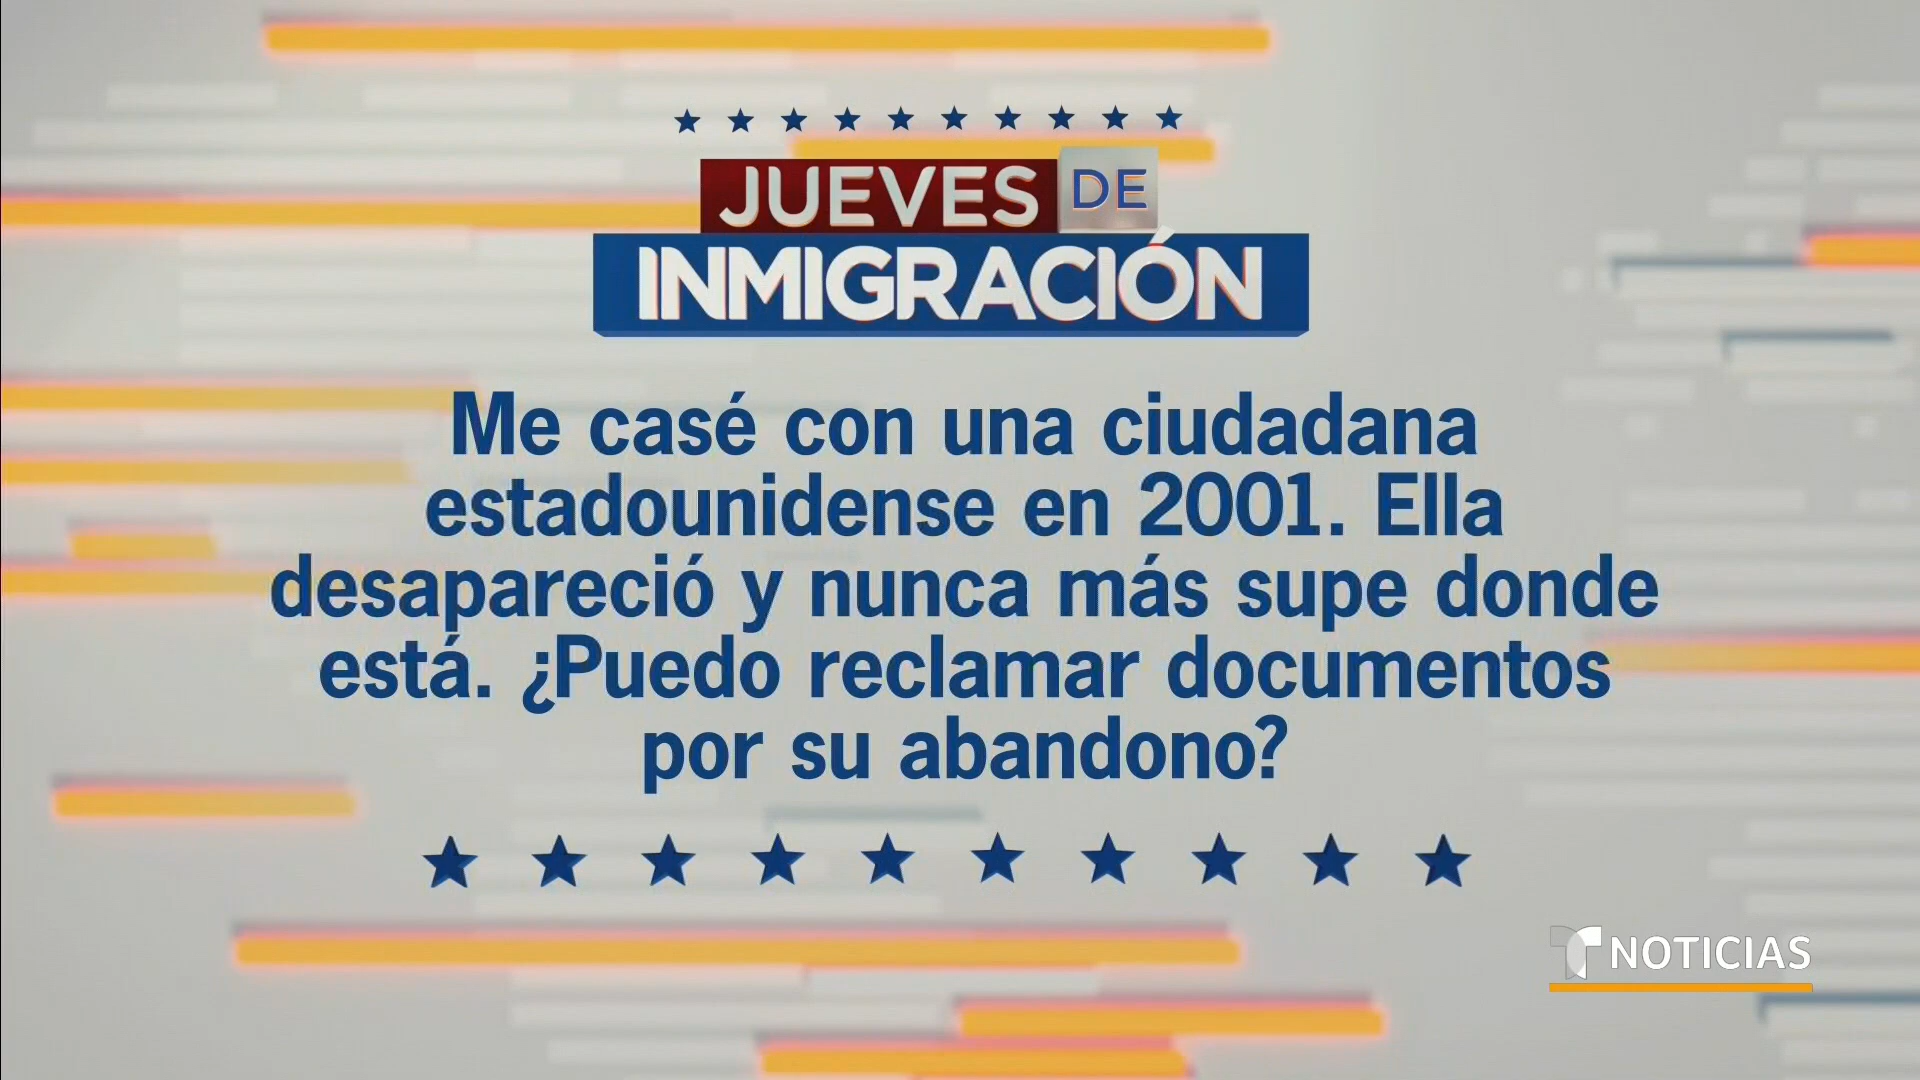 JUEVES DE
INMIGRACIÓN
Me casé con una ciudadana
estadounidense en 2001. Ella
desapareció y nunca más supe donde
está. ¿Puedo reclamar documentos
por su abandono?
NOTICIAS